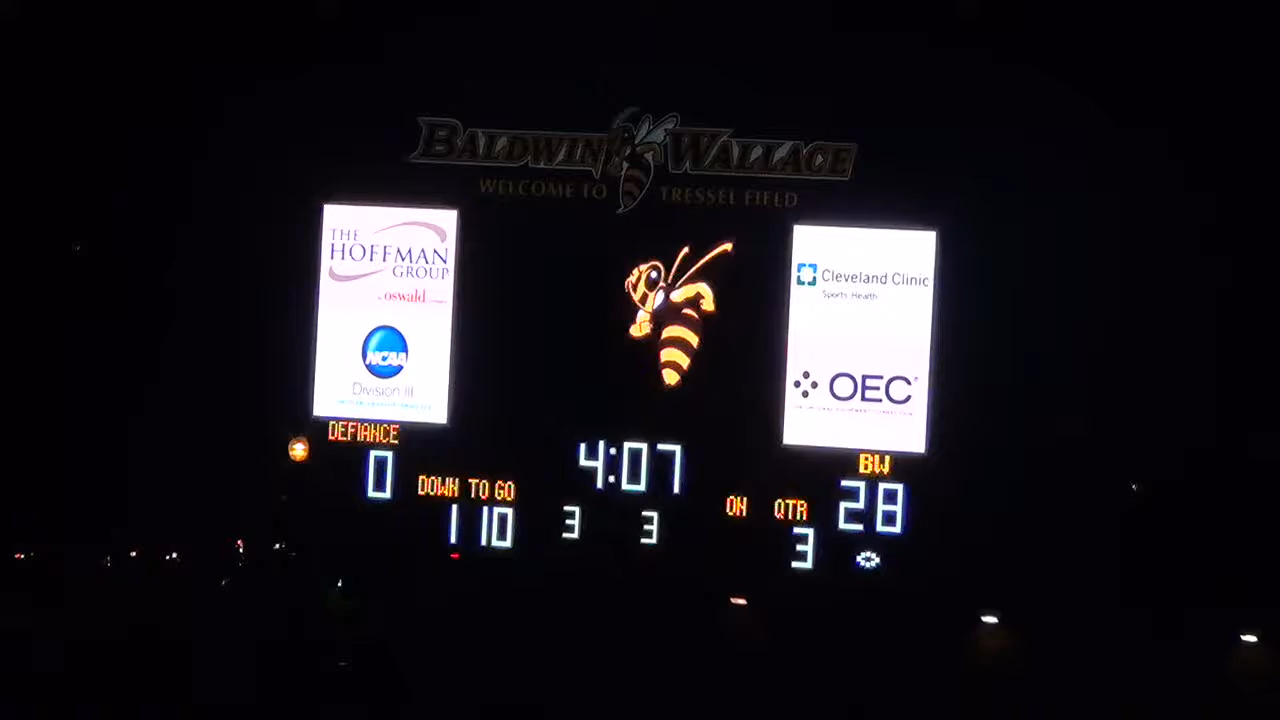 BALDWIN WALLACE
WELCOME TO TRESSEL FIELD
THE
HOFFMAN
GROUP
oswald
NCAA
Division III
Cleveland Clinic
Sports Health
OEC
DEFIANCE
0
4:07
BW
28
DOWN TO GO
1 10
3 3
ON QTR
3